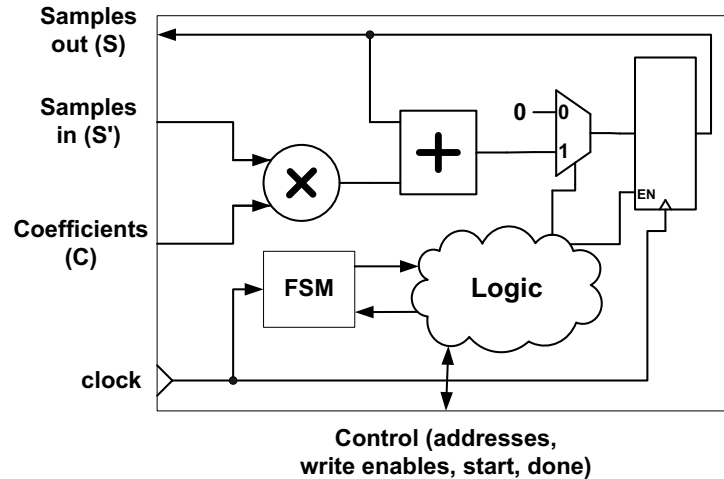 Samples
out (S)
Samples
in (S')
Coefficients
(C)
clock
×
+
0
0
1
EN
FSM
Logic
Control (addresses,
write enables, start, done)